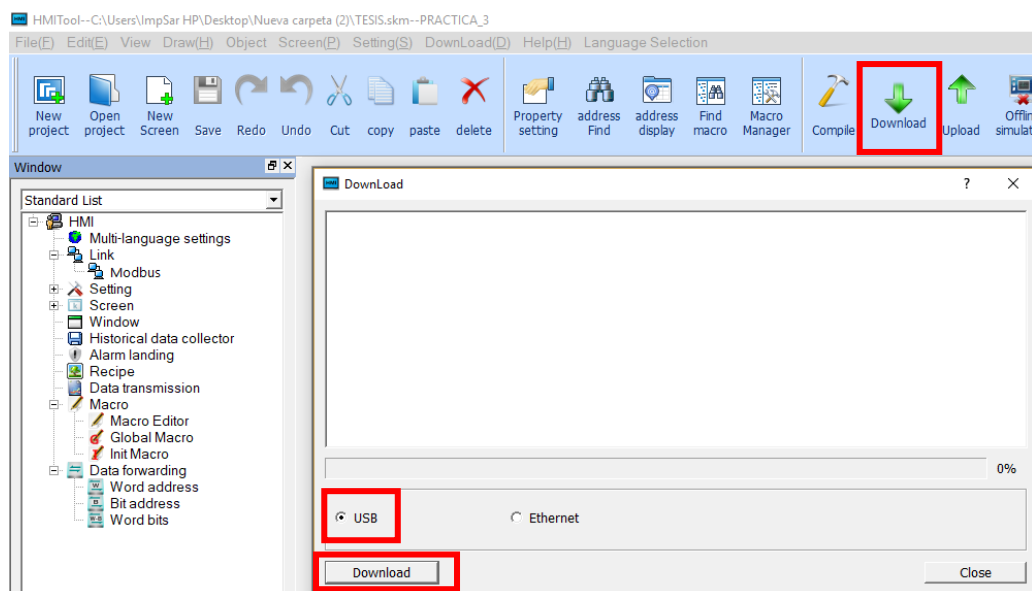 HMITool--C:\Users\ImpSar HP\Desktop\Nueva carpeta (2)\TESIS.skm--PRACTICA_3
File(F) Edit(E) View Draw(H) Object Screen(P) Setting(S) DownLoad(D) Help(H) Language Selection
New project
Open project
New Screen
Save
Redo
Undo
Cut
copy
paste
delete
Property setting
address Find
address display
Find macro
Macro Manager
Compile
Download
Upload
Window
Standard List
HMI
Multi-language settings
Link
Modbus
Setting
Screen
Window
Historical data collector
Alarm landing
Recipe
Data transmission
Macro
Macro Editor
Global Macro
Init Macro
Data forwarding
Word address
Bit address
Word bits
DownLoad
?
0%
USB
Ethernet
Download
Close